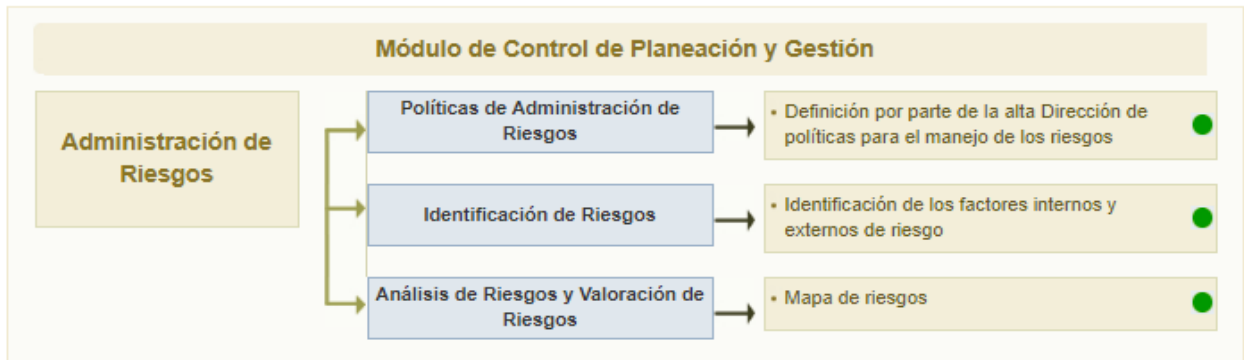 Módulo de Control de Planeación y Gestión
Administración de
Riesgos
Políticas de Administración de
Riesgos
• Definición por parte de la alta Dirección de
políticas para el manejo de los riesgos
Identificación de Riesgos
• Identificación de los factores internos y
externos de riesgo
Análisis de Riesgos y Valoración de
Riesgos
• Mapa de riesgos